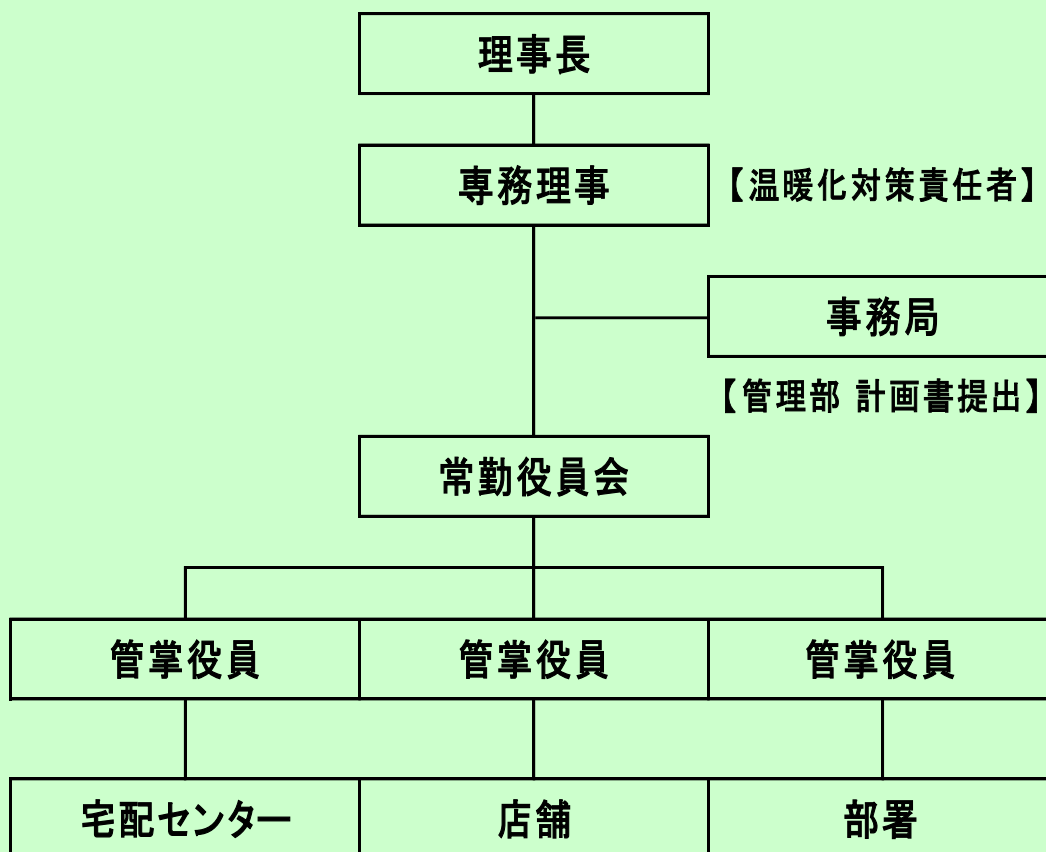 理事長
専務理事
【温暖化対策責任者】
事務局
【管理部 計画書提出】
常勤役員会
管掌役員
管掌役員
管掌役員
宅配センター
店舗
部署